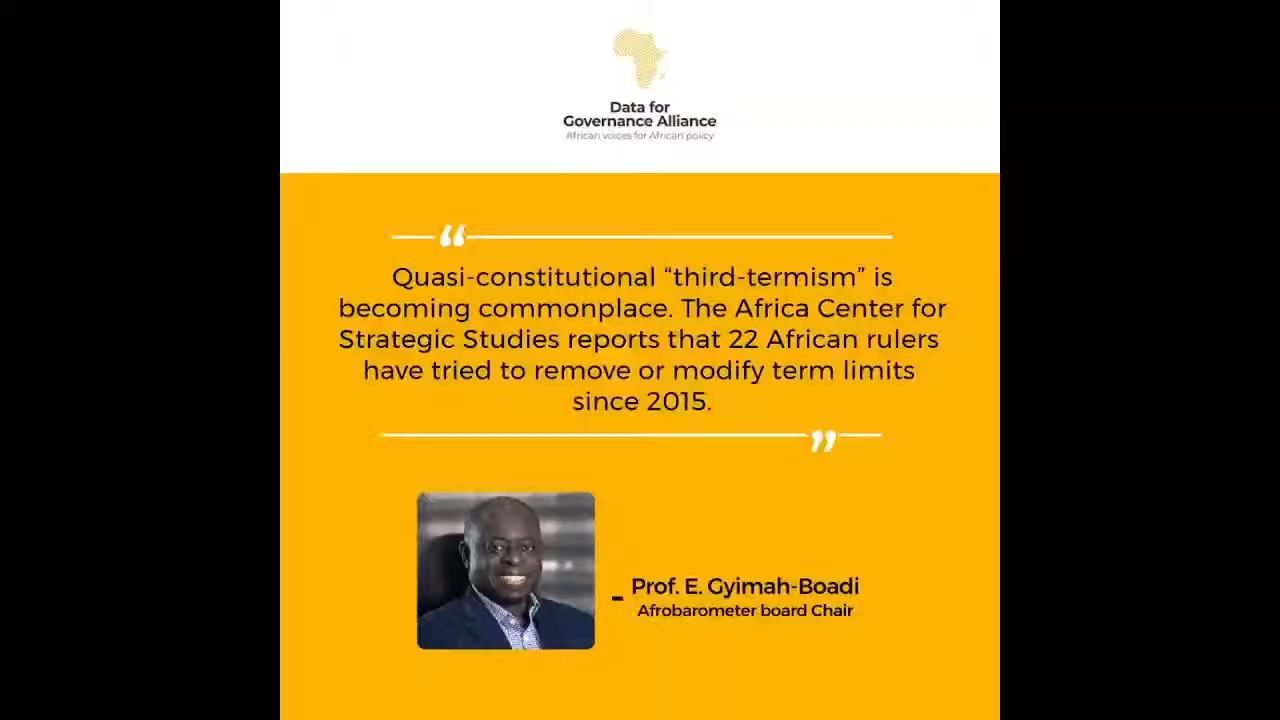 Data for
Governance Alliance
African voices for African policy
“
Quasi-constitutional “third-termism” is
becoming commonplace. The Africa Center for
Strategic Studies reports that 22 African rulers
have tried to remove or modify term limits
since 2015.
”
- Prof. E. Gyimah-Boadi
Afrobarometer board Chair